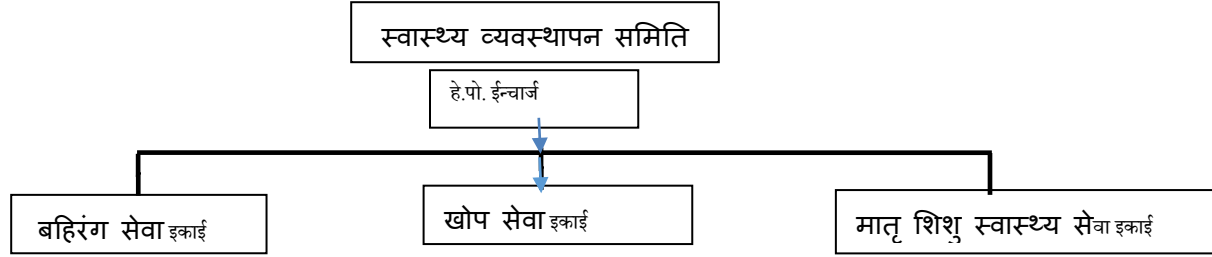 स्वास्थ्य व्यवस्थापन समिति
हे.पो. ईन्चार्ज
बहिरंग सेवा इकाई
खोप सेवा इकाई
मातृ शिशु स्वास्थ्य सेवा इकाई